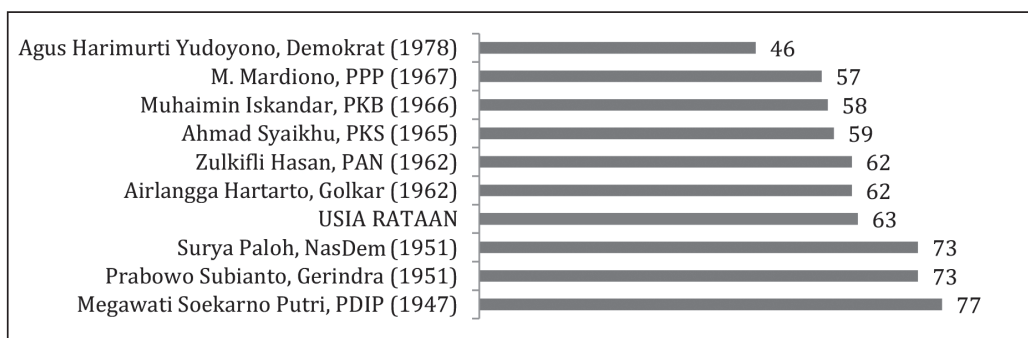 Agus Harimurti Yudoyono, Demokrat (1978) 46
M. Mardiono, PPP (1967) 57
Muhaimin Iskandar, PKB (1966) 58
Ahmad Syaikhu, PKS (1965) 59
Zulkifli Hasan, PAN (1962) 62
Airlangga Hartarto, Golkar (1962) 62
USIA RATAAN 63
Surya Paloh, NasDem (1951) 73
Prabowo Subianto, Gerindra (1951) 73
Megawati Soekarno Putri, PDIP (1947) 77